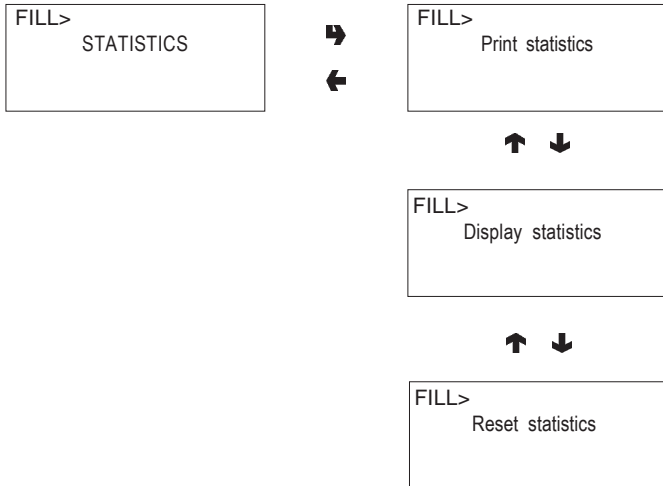 FILL>
STATISTICS
FILL>
Print statistics
FILL>
Display statistics
FILL>
Reset statistics